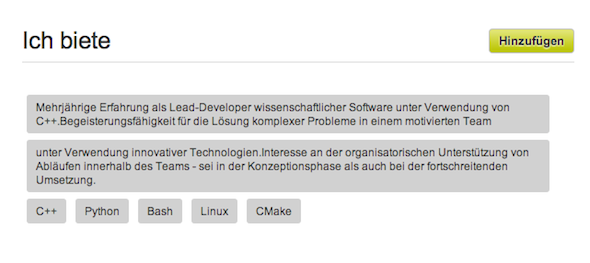 Ich biete
Hinzufügen
Mehrjährige Erfahrung als Lead-Developer wissenschaftlicher Software unter Verwendung von
C++.Begeisterungsfähigkeit für die Lösung komplexer Probleme in einem motivierten Team
unter Verwendung innovativer Technologien.Interesse an der organisatorischen Unterstützung von
Abläufen innerhalb des Teams - sei in der Konzeptionsphase als auch bei der fortschreitenden
Umsetzung.
C++ Python Bash Linux CMake